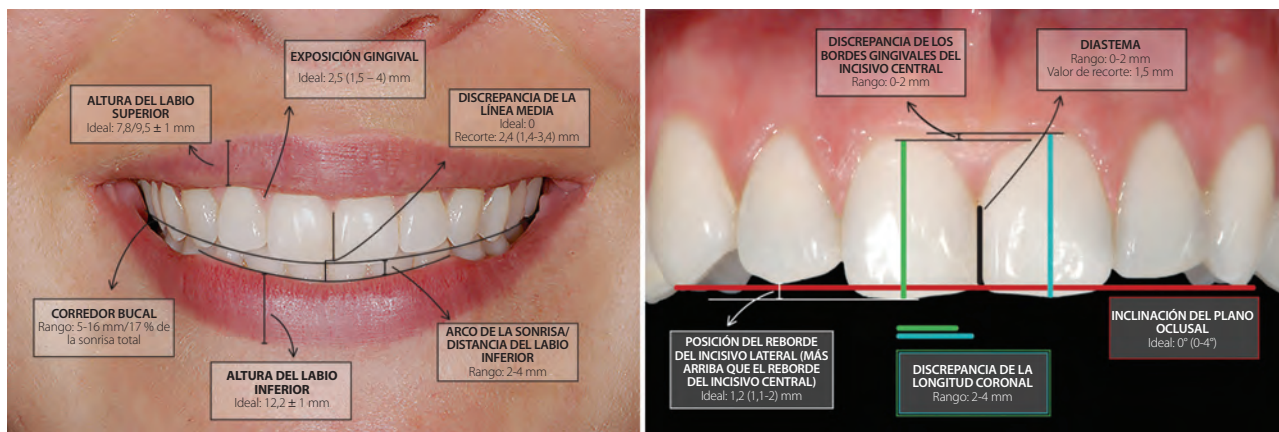 EXPOSICIÓN GINGIVAL
Ideal: 2,5 (1,5 – 4) mm
ALTURA DEL LABIO
SUPERIOR
Ideal: 7,8/9,5 ± 1 mm
DISCREPANCIA DE LA
LÍNEA MEDIA
Ideal: 0
Recorte: 2,4 (1,4-3,4) mm
CORREDOR BUCAL
Rango: 5-16 mm/17 % de
la sonrisa total
ALTURA DEL LABIO
INFERIOR
Ideal: 12,2 ± 1 mm
ARCO DE LA SONRISA/
DISTANCIA DEL LABIO
INFERIOR
Rango: 2-4 mm
DISCREPANCIA DE LOS
BORDES GINGIVALES DEL
INCISIVO CENTRAL
Rango: 0-2 mm
DIASTEMA
Rango: 0-2 mm
Valor de recorte: 1,5 mm
POSICIÓN DEL REBORDE
DEL INCISIVO LATERAL (MÁS
ARRIBA QUE EL REBORDE
DEL INCISIVO CENTRAL)
Ideal: 1,2 (1,1-2) mm
DISCREPANCIA DE LA
LONGITUD CORONAL
Rango: 2-4 mm
INCLINACIÓN DEL PLANO
OCLUSAL
Ideal: 0° (0-4°)